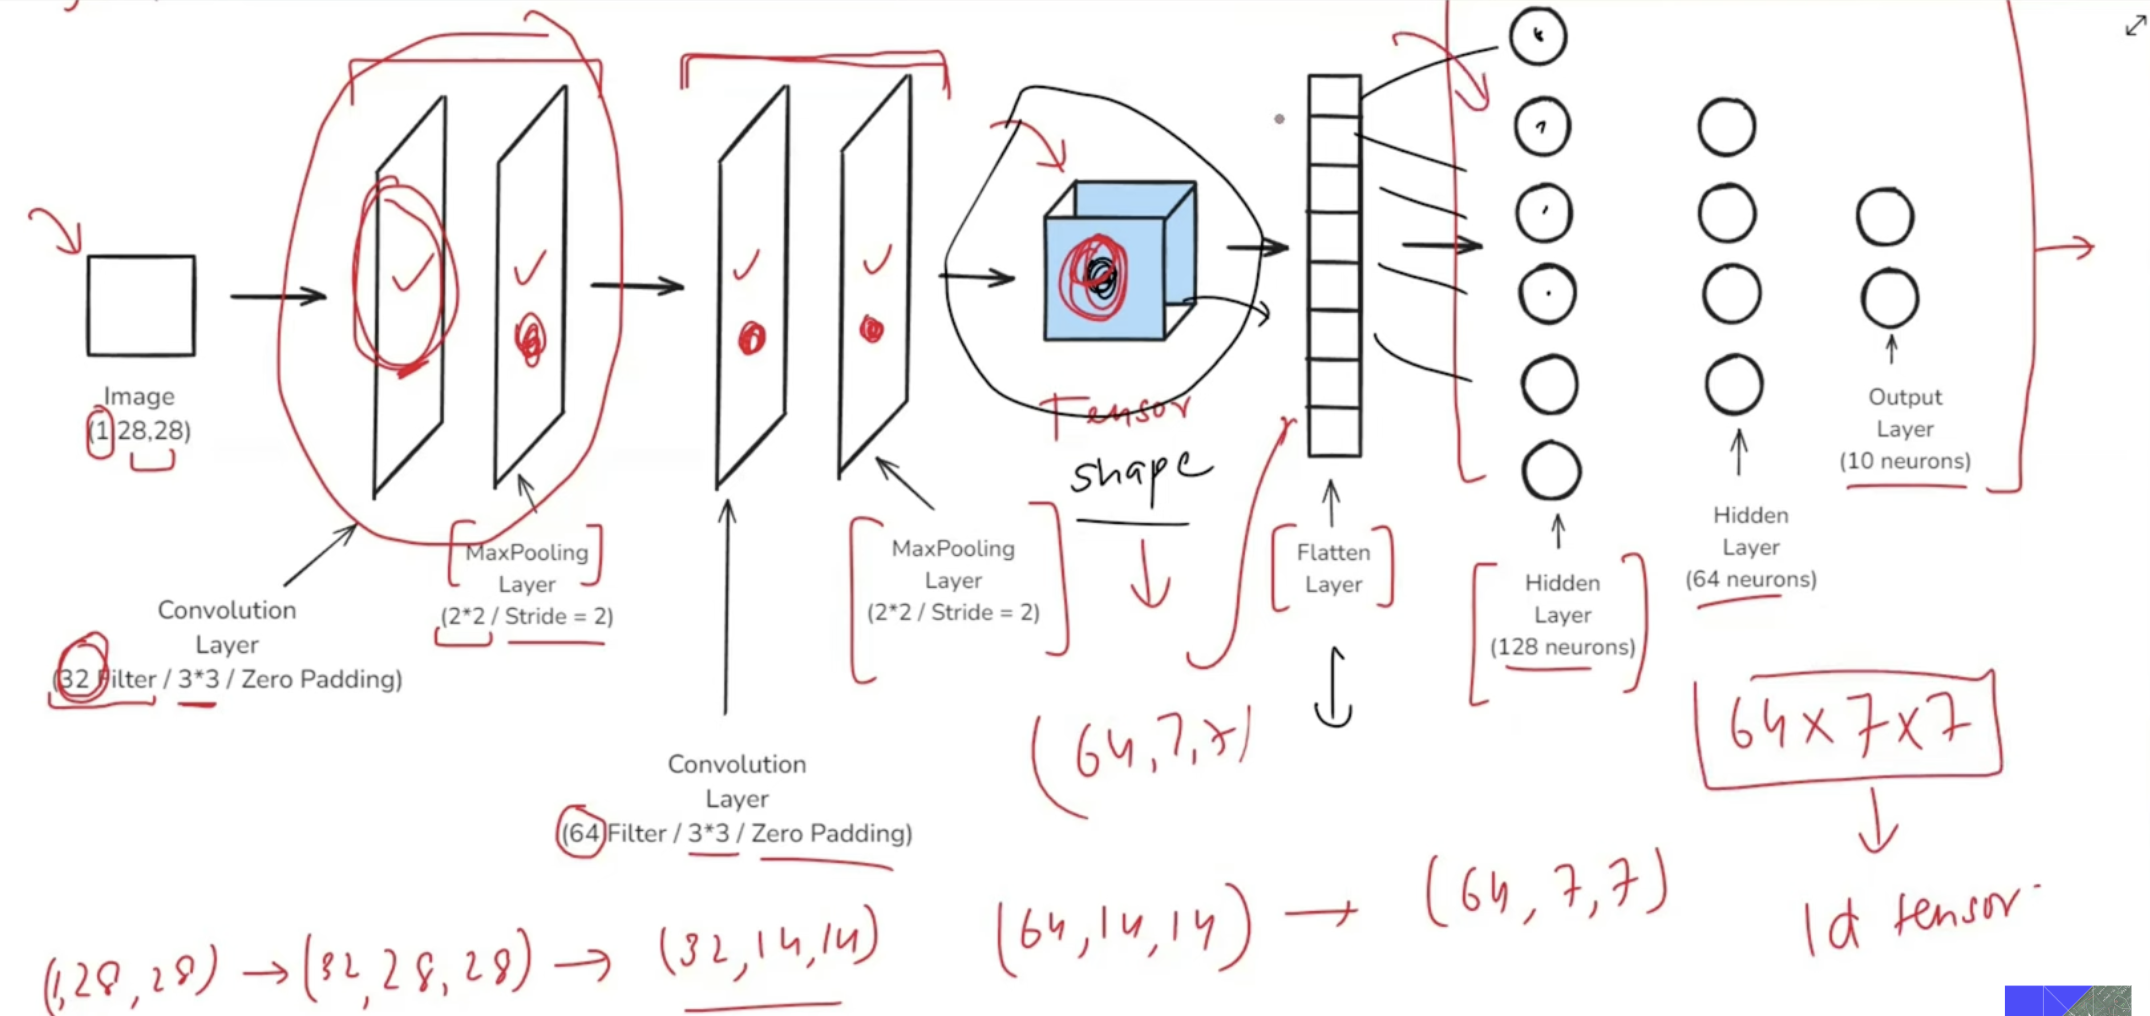 Image
(1,28,28)
Convolution
Layer
(32 Filter / 3*3 / Zero Padding)
MaxPooling
Layer
(2*2 / Stride = 2)
Convolution
Layer
(64 Filter / 3*3 / Zero Padding)
MaxPooling
Layer
(2*2 / Stride = 2)
Tensor
shape
(64,7,7)
Flatten
Layer
Hidden
Layer
(128 neurons)
Hidden
Layer
(64 neurons)
Output
Layer
(10 neurons)
64x7x7
1d tensor
(1,28,28) → (32,28,28) → (32,14,14) (64,14,14) → (64,7,7)